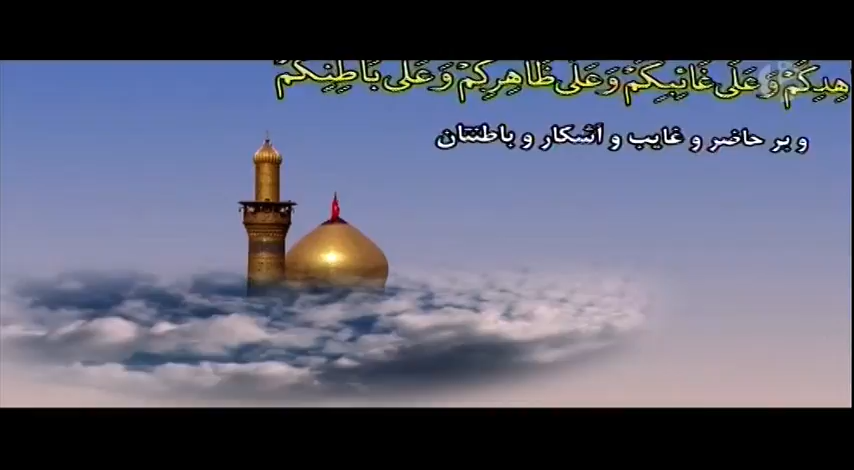 هِدِكُمْ وَعَلَى غَائِبِكُمْ وَعَلَى ظَاهِرِكُمْ وَعَلَى بَاطِنِكُمْ
و بر حاضر و غایب و آشکار و باطنتان